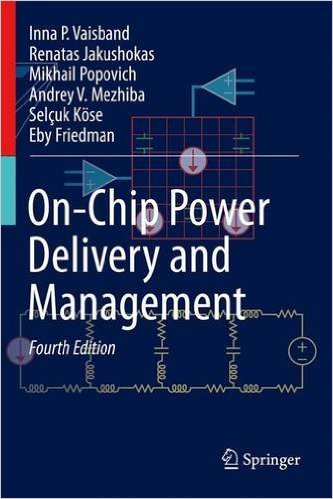 Inna P. Vaisband
Renatas Jakushokas
Mikhail Popovich
Andrey V. Mezhiba
Selçuk Köse
Eby Friedman
On-Chip Power
Delivery and
Management
Fourth Edition
Springer